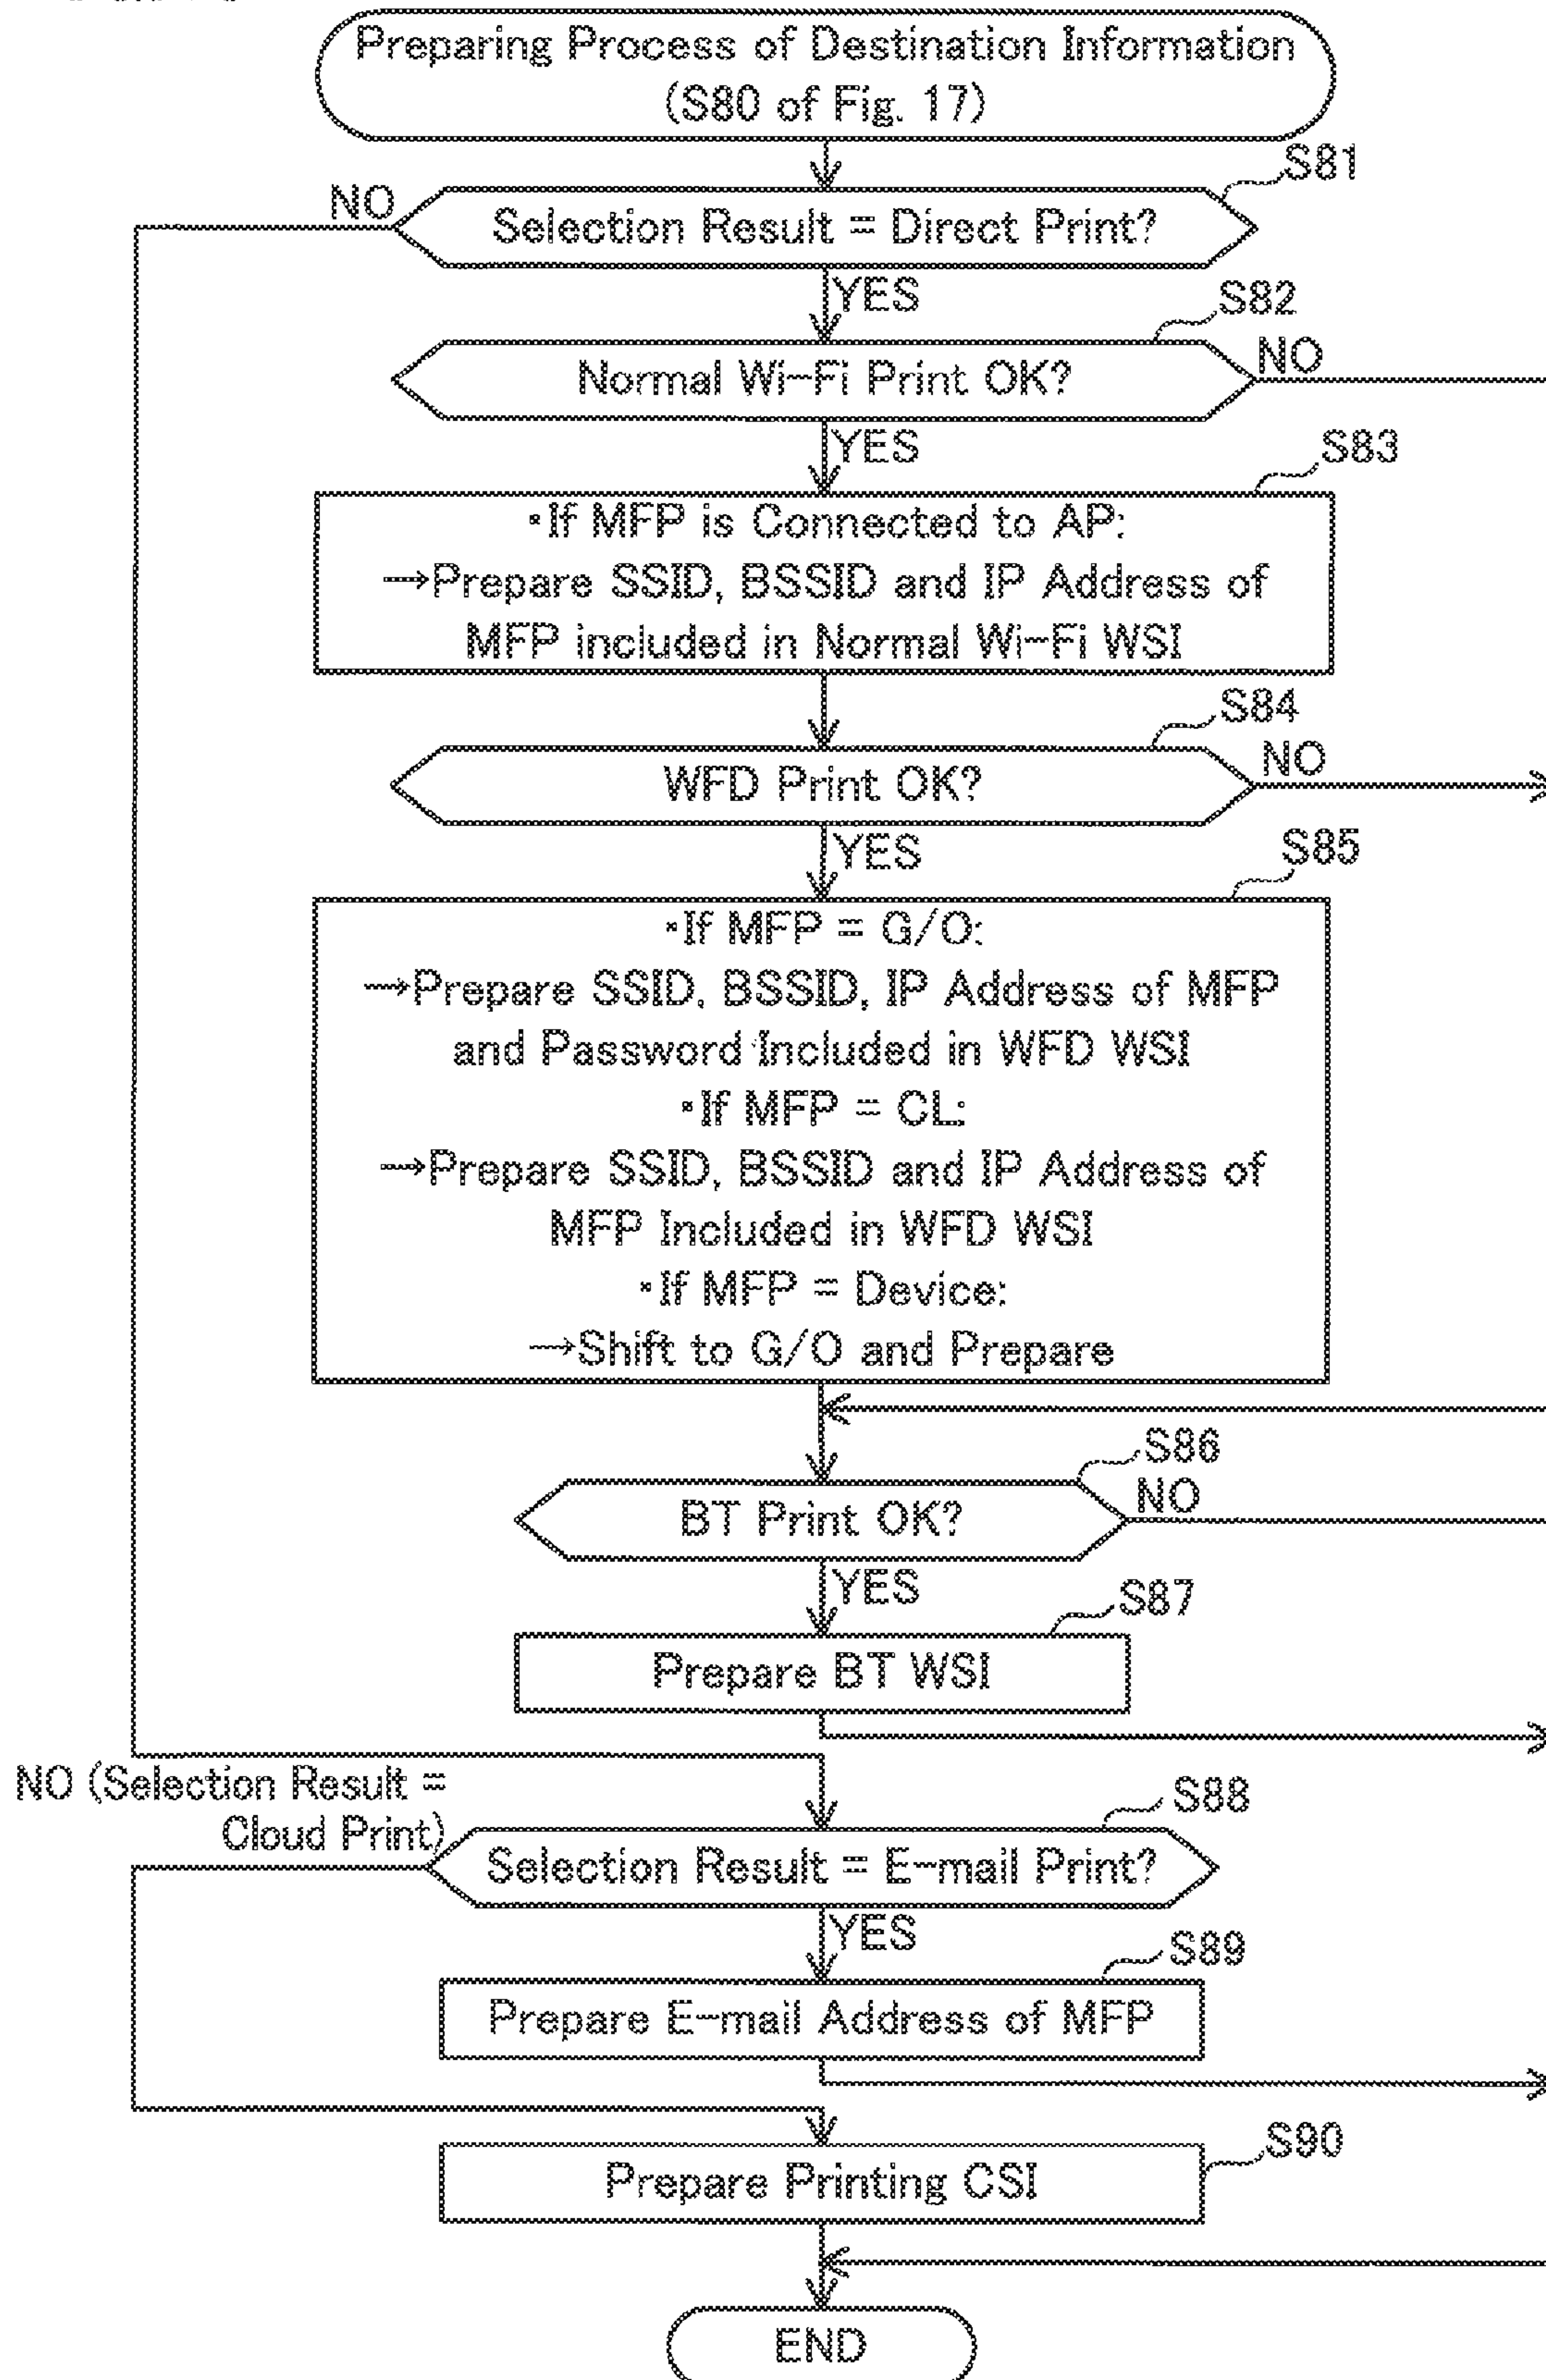 Preparing Process of Destination Information
(S80 of Fig. 17)
S81
NO
Selection Result = Direct Print?
YES
S82
Normal Wi-Fi Print OK?
NO
YES
S83
・If MFP is Connected to AP:
→Prepare SSID, BSSID and IP Address of
MFP included in Normal Wi-Fi WSI
S84
WFD Print OK?
NO
YES
S85
・If MFP = G/O:
→Prepare SSID, BSSID, IP Address of MFP
and Password Included in WFD WSI
・If MFP = CL:
→Prepare SSID, BSSID and IP Address of
MFP Included in WFD WSI
・If MFP = Device:
→Shift to G/O and Prepare
S86
BT Print OK?
NO
YES
S87
Prepare BT WSI
NO (Selection Result =
Cloud Print)
S88
Selection Result = E-mail Print?
YES
S89
Prepare E-mail Address of MFP
S90
Prepare Printing CSI
END